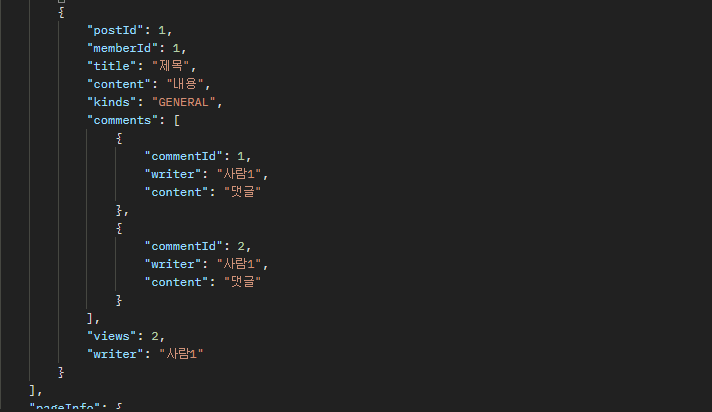 {
"postId": 1,
"memberId": 1,
"title": "제목",
"content": "내용",
"kinds": "GENERAL",
"comments": [
{
"commentId": 1,
"writer": "사람1",
"content": "댓글"
},
{
"commentId": 2,
"writer": "사람1",
"content": "댓글"
}
],
"views": 2,
"writer": "사람1"
}
],
"pageInfo": {